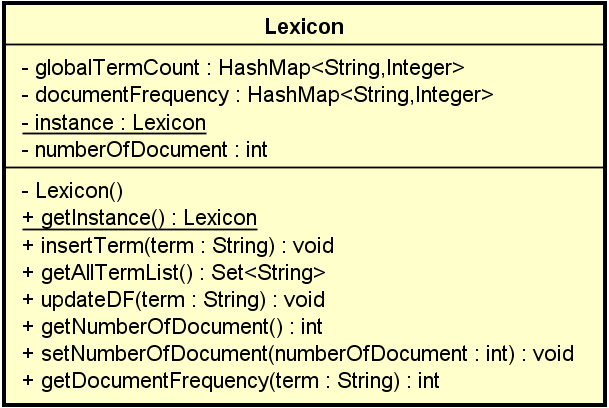 Lexicon
- globalTermCount : HashMap<String,Integer>
- documentFrequency : HashMap<String,Integer>
- instance : Lexicon
- numberOfDocument : int
- Lexicon()
+ getInstance() : Lexicon
+ insertTerm(term : String) : void
+ getAllTermList() : Set<String>
+ updateDF(term : String) : void
+ getNumberOfDocument() : int
+ setNumberOfDocument(numberOfDocument : int) : void
+ getDocumentFrequency(term : String) : int